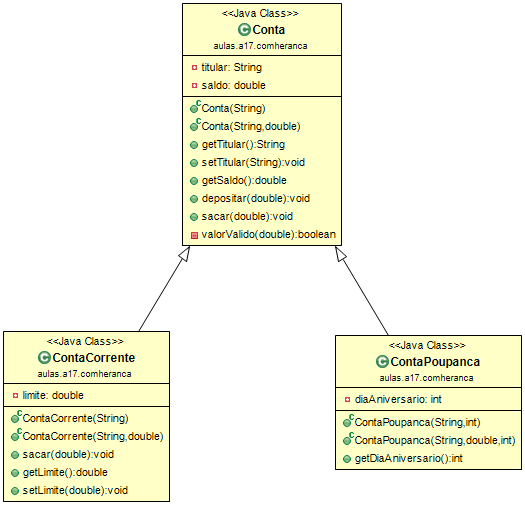 <<Java Class>>
Conta
aulas.a17.comheranca
titular: String
saldo: double
Conta(String)
Conta(String,double)
getTitular():String
setTitular(String):void
getSaldo():double
depositar(double):void
sacar(double):void
valorValido(double):boolean
<<Java Class>>
ContaCorrente
aulas.a17.comheranca
limite: double
ContaCorrente(String)
ContaCorrente(String,double)
sacar(double):void
getLimite():double
setLimite(double):void
<<Java Class>>
ContaPoupanca
aulas.a17.comheranca
diaAniversario: int
ContaPoupanca(String,int)
ContaPoupanca(String,double,int)
getDiaAniversario():int